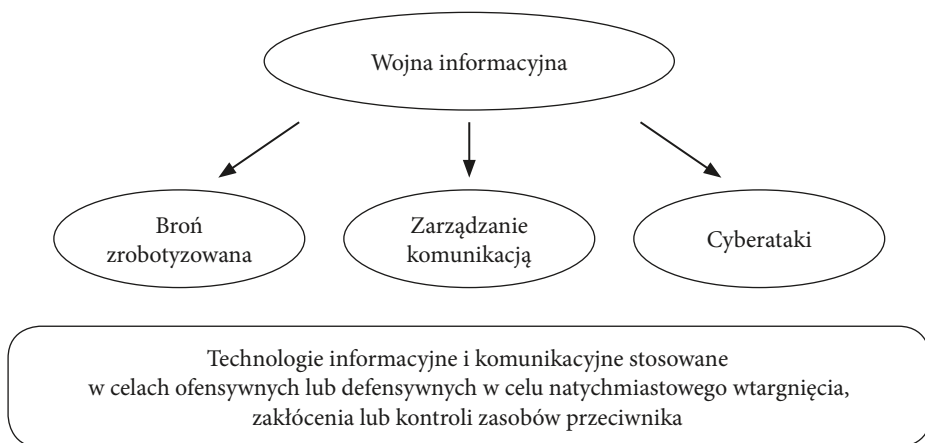 Wojna informacyjna
Broń
zrobotyzowana
Zarządzanie
komunikacją
Cyberataki
Technologie informacyjne i komunikacyjne stosowane
w celach ofensywnych lub defensywnych w celu natychmiastowego wtargnięcia,
zakłócenia lub kontroli zasobów przeciwnika